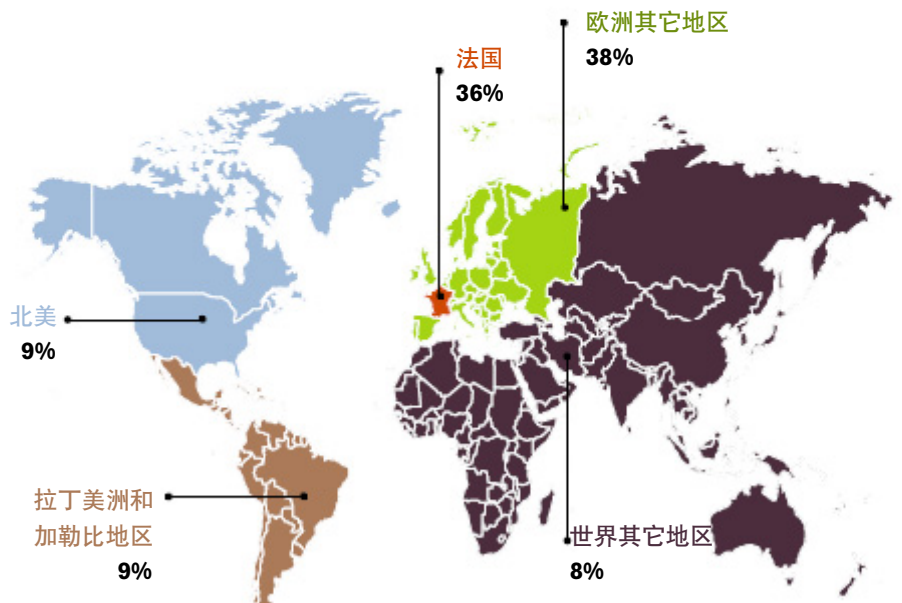 欧洲其它地区
38%
法国
36%
北美
9%
拉丁美洲和
加勒比地区
9%
世界其它地区
8%